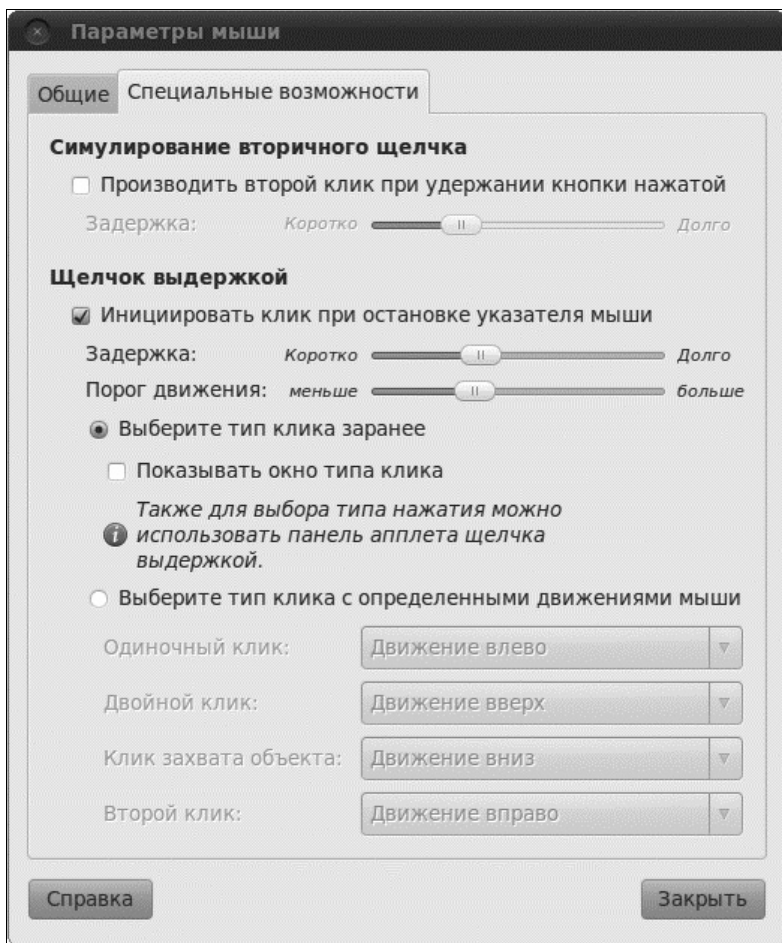 Параметры мыши
Общие
Специальные возможности
Симулирование вторичного щелчка
Производить второй клик при удержании кнопки нажатой
Задержка: Коротко Долго
Щелчок выдержкой
Инициировать клик при остановке указателя мыши
Задержка: Коротко Долго
Порог движения: меньше больше
Выберите тип клика заранее
Показывать окно типа клика
Также для выбора типа нажатия можно
использовать панель апплета щелчка
выдержкой.
Выберите тип клика с определенными движениями мыши
Одиночный клик: Движение влево
Двойной клик: Движение вверх
Клик захвата объекта: Движение вниз
Второй клик: Движение вправо
Справка
Закрыть